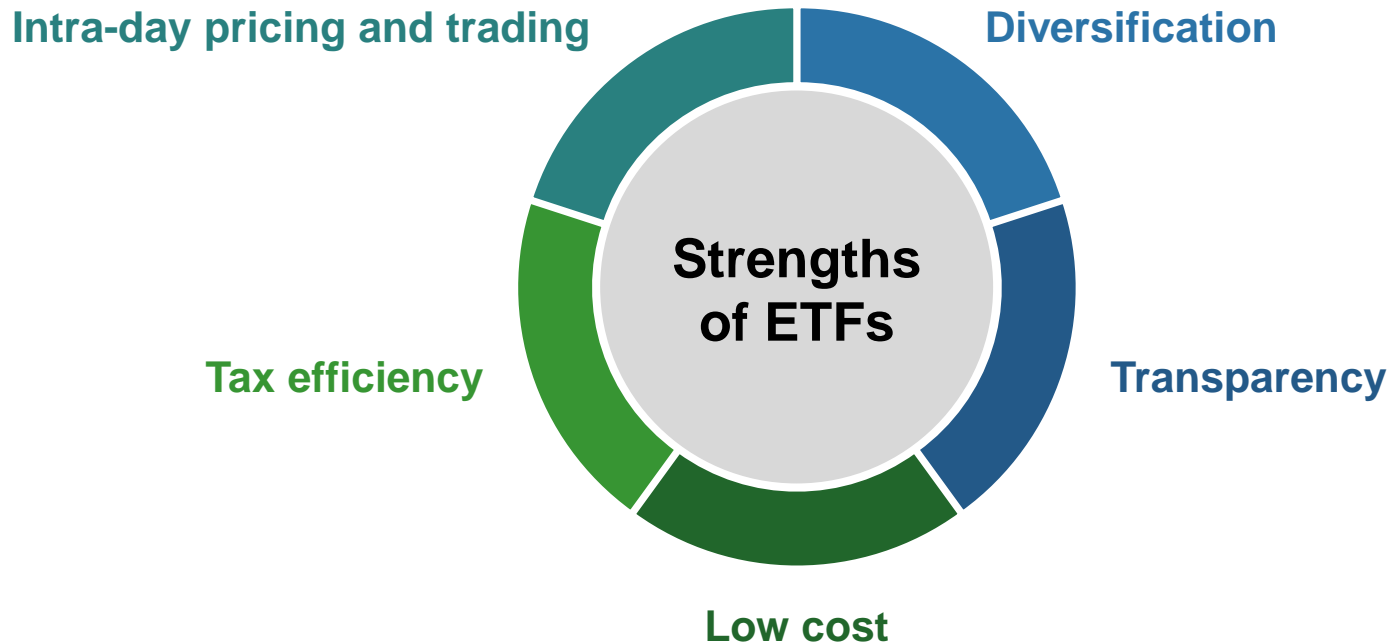 Intra-day pricing and trading
Diversification
Strengths
of ETFs
Tax efficiency
Transparency
Low cost